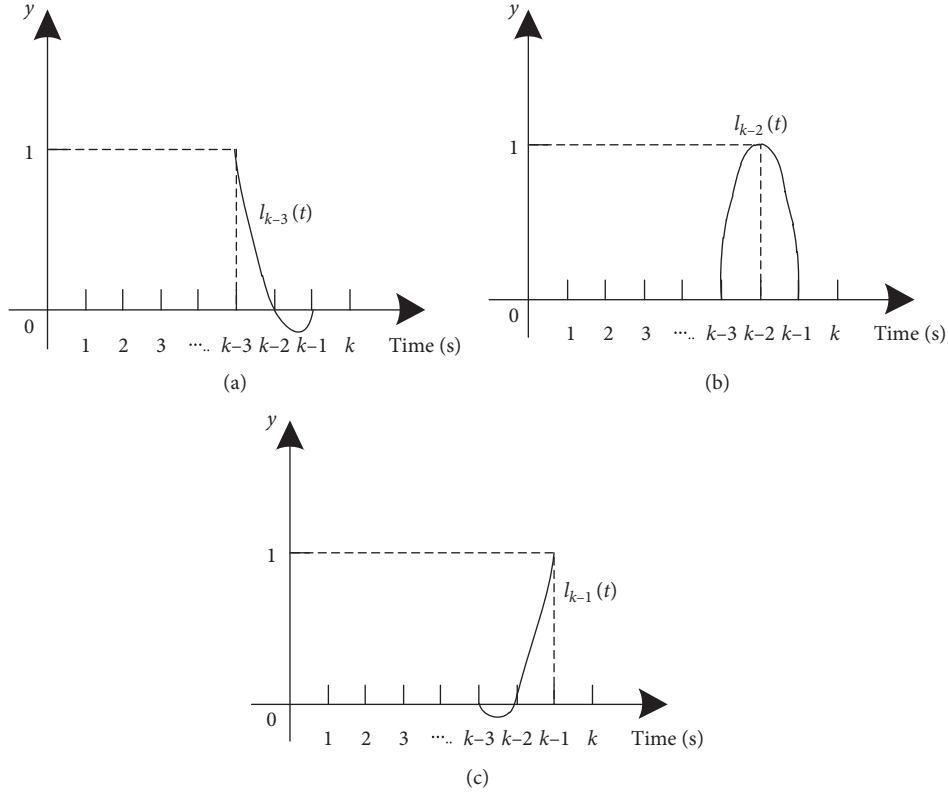 y
1
l_{k–3}(t)
0
1 2 3 ..... k–3 k–2 k–1 k Time (s)
(a)
y
l_{k–2}(t)
1
0
1 2 3 ..... k–3 k–2 k–1 k Time (s)
(b)
y
1
l_{k–1}(t)
0
1 2 3 ..... k–3 k–2 k–1 k Time (s)
(c)